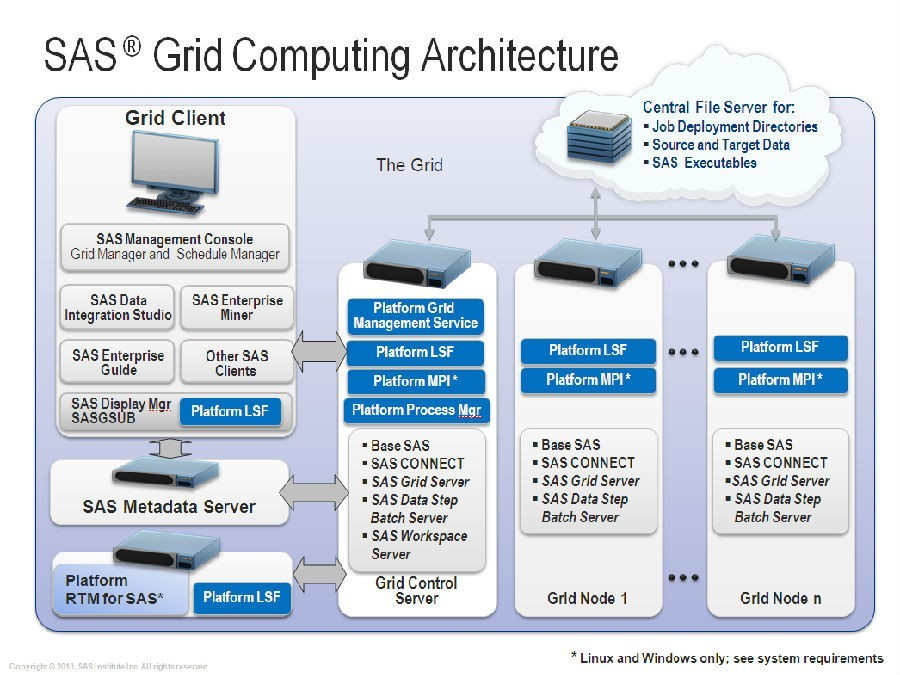 SAS® Grid Computing Architecture
Grid Client
SAS Management Console
Grid Manager and Schedule Manager
SAS Data
Integration Studio
SAS Enterprise
Miner
SAS Enterprise
Guide
Other SAS
Clients
SAS Display Mgr
SASGSUB
Platform LSF
SAS Metadata Server
Platform
RTM for SAS*
Platform LSF
The Grid
Central File Server for:
▪ Job Deployment Directories
▪ Source and Target Data
▪ SAS Executables
Platform Grid
Management Service
Platform LSF
Platform MPI *
Platform Process Mgr
▪ Base SAS
▪ SAS CONNECT
▪ SAS Grid Server
▪ SAS Data Step
Batch Server
▪ SAS Workspace
Server
Grid Control
Server
Platform LSF
Platform MPI *
▪ Base SAS
▪ SAS CONNECT
▪ SAS Grid Server
▪ SAS Data Step
Batch Server
Grid Node 1
Platform LSF
Platform MPI *
▪ Base SAS
▪ SAS CONNECT
▪SAS Grid Server
▪ SAS Data Step
Batch Server
Grid Node n
* Linux and Windows only; see system requirements
Copyright © 2010, SAS Institute Inc. All rights reserved.